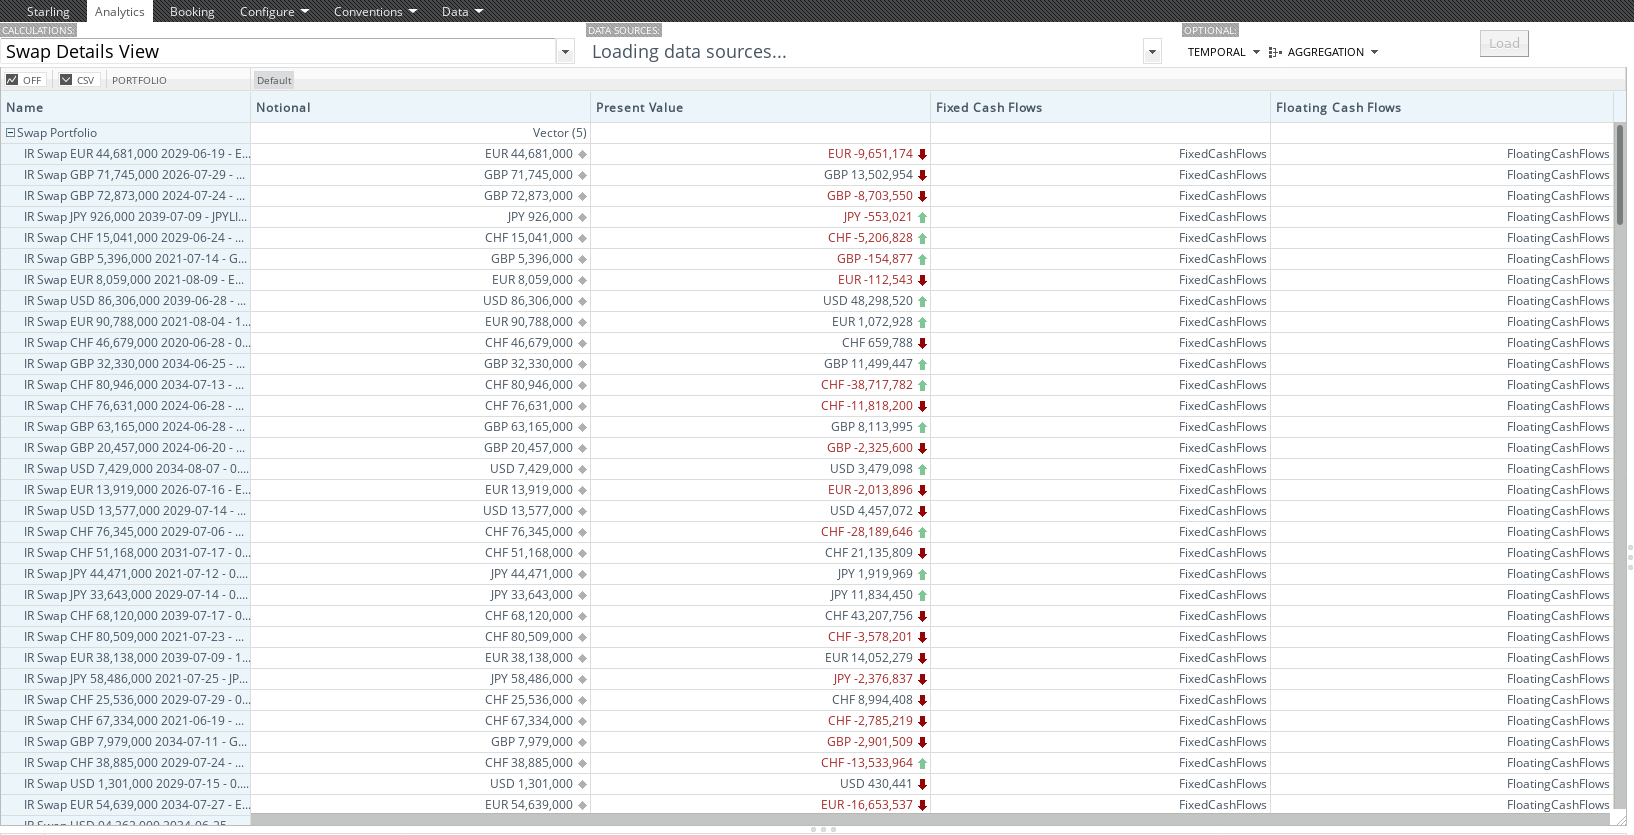 Starling Analytics Booking Configure Conventions Data
CALCULATIONS: DATA SOURCES: OPTIONAL:
Swap Details View Loading data sources... TEMPORAL AGGREGATION Load
OFF CSV PORTFOLIO Default
Name Notional Present Value Fixed Cash Flows Floating Cash Flows
Swap Portfolio Vector (5)
IR Swap EUR 44,681,000 2029-06-19 - E... EUR 44,681,000 EUR -9,651,174 FixedCashFlows FloatingCashFlows
IR Swap GBP 71,745,000 2026-07-29 - ... GBP 71,745,000 GBP 13,502,954 FixedCashFlows FloatingCashFlows
IR Swap GBP 72,873,000 2024-07-24 - ... GBP 72,873,000 GBP -8,703,550 FixedCashFlows FloatingCashFlows
IR Swap JPY 926,000 2039-07-09 - JPYLI... JPY 926,000 JPY -553,021 FixedCashFlows FloatingCashFlows
IR Swap CHF 15,041,000 2029-06-24 - ... CHF 15,041,000 CHF -5,206,828 FixedCashFlows FloatingCashFlows
IR Swap GBP 5,396,000 2021-07-14 - G... GBP 5,396,000 GBP -154,877 FixedCashFlows FloatingCashFlows
IR Swap EUR 8,059,000 2021-08-09 - E... EUR 8,059,000 EUR -112,543 FixedCashFlows FloatingCashFlows
IR Swap USD 86,306,000 2039-06-28 - ... USD 86,306,000 USD 48,298,520 FixedCashFlows FloatingCashFlows
IR Swap EUR 90,788,000 2021-08-04 - 1... EUR 90,788,000 EUR 1,072,928 FixedCashFlows FloatingCashFlows
IR Swap CHF 46,679,000 2020-06-28 - 0... CHF 46,679,000 CHF 659,788 FixedCashFlows FloatingCashFlows
IR Swap GBP 32,330,000 2034-06-25 - ... GBP 32,330,000 GBP 11,499,447 FixedCashFlows FloatingCashFlows
IR Swap CHF 80,946,000 2034-07-13 - ... CHF 80,946,000 CHF -38,717,782 FixedCashFlows FloatingCashFlows
IR Swap CHF 76,631,000 2024-06-28 - ... CHF 76,631,000 CHF -11,818,200 FixedCashFlows FloatingCashFlows
IR Swap GBP 63,165,000 2024-06-28 - ... GBP 63,165,000 GBP 8,113,995 FixedCashFlows FloatingCashFlows
IR Swap GBP 20,457,000 2024-06-20 - ... GBP 20,457,000 GBP -2,325,600 FixedCashFlows FloatingCashFlows
IR Swap USD 7,429,000 2034-08-07 - 0.... USD 7,429,000 USD 3,479,098 FixedCashFlows FloatingCashFlows
IR Swap EUR 13,919,000 2026-07-16 - E... EUR 13,919,000 EUR -2,013,896 FixedCashFlows FloatingCashFlows
IR Swap USD 13,577,000 2029-07-14 - ... USD 13,577,000 USD 4,457,072 FixedCashFlows FloatingCashFlows
IR Swap CHF 76,345,000 2029-07-06 - ... CHF 76,345,000 CHF -28,189,646 FixedCashFlows FloatingCashFlows
IR Swap CHF 51,168,000 2031-07-17 - 0... CHF 51,168,000 CHF 21,135,809 FixedCashFlows FloatingCashFlows
IR Swap JPY 44,471,000 2021-07-12 - 0.... JPY 44,471,000 JPY 1,919,969 FixedCashFlows FloatingCashFlows
IR Swap JPY 33,643,000 2029-07-14 - 0.... JPY 33,643,000 JPY 11,834,450 FixedCashFlows FloatingCashFlows
IR Swap CHF 68,120,000 2039-07-17 - 0... CHF 68,120,000 CHF 43,207,756 FixedCashFlows FloatingCashFlows
IR Swap CHF 80,509,000 2021-07-23 - ... CHF 80,509,000 CHF -3,578,201 FixedCashFlows FloatingCashFlows
IR Swap EUR 38,138,000 2039-07-09 - 1... EUR 38,138,000 EUR 14,052,279 FixedCashFlows FloatingCashFlows
IR Swap JPY 58,486,000 2021-07-25 - JP... JPY 58,486,000 JPY -2,376,837 FixedCashFlows FloatingCashFlows
IR Swap CHF 25,536,000 2029-07-29 - 0... CHF 25,536,000 CHF 8,994,408 FixedCashFlows FloatingCashFlows
IR Swap CHF 67,334,000 2021-06-19 - ... CHF 67,334,000 CHF -2,785,219 FixedCashFlows FloatingCashFlows
IR Swap GBP 7,979,000 2034-07-11 - G... GBP 7,979,000 GBP -2,901,509 FixedCashFlows FloatingCashFlows
IR Swap CHF 38,885,000 2029-07-24 - ... CHF 38,885,000 CHF -13,533,964 FixedCashFlows FloatingCashFlows
IR Swap USD 1,301,000 2029-07-15 - 0.... USD 1,301,000 USD 430,441 FixedCashFlows FloatingCashFlows
IR Swap EUR 54,639,000 2034-07-27 - E... EUR 54,639,000 EUR -16,653,537 FixedCashFlows FloatingCashFlows